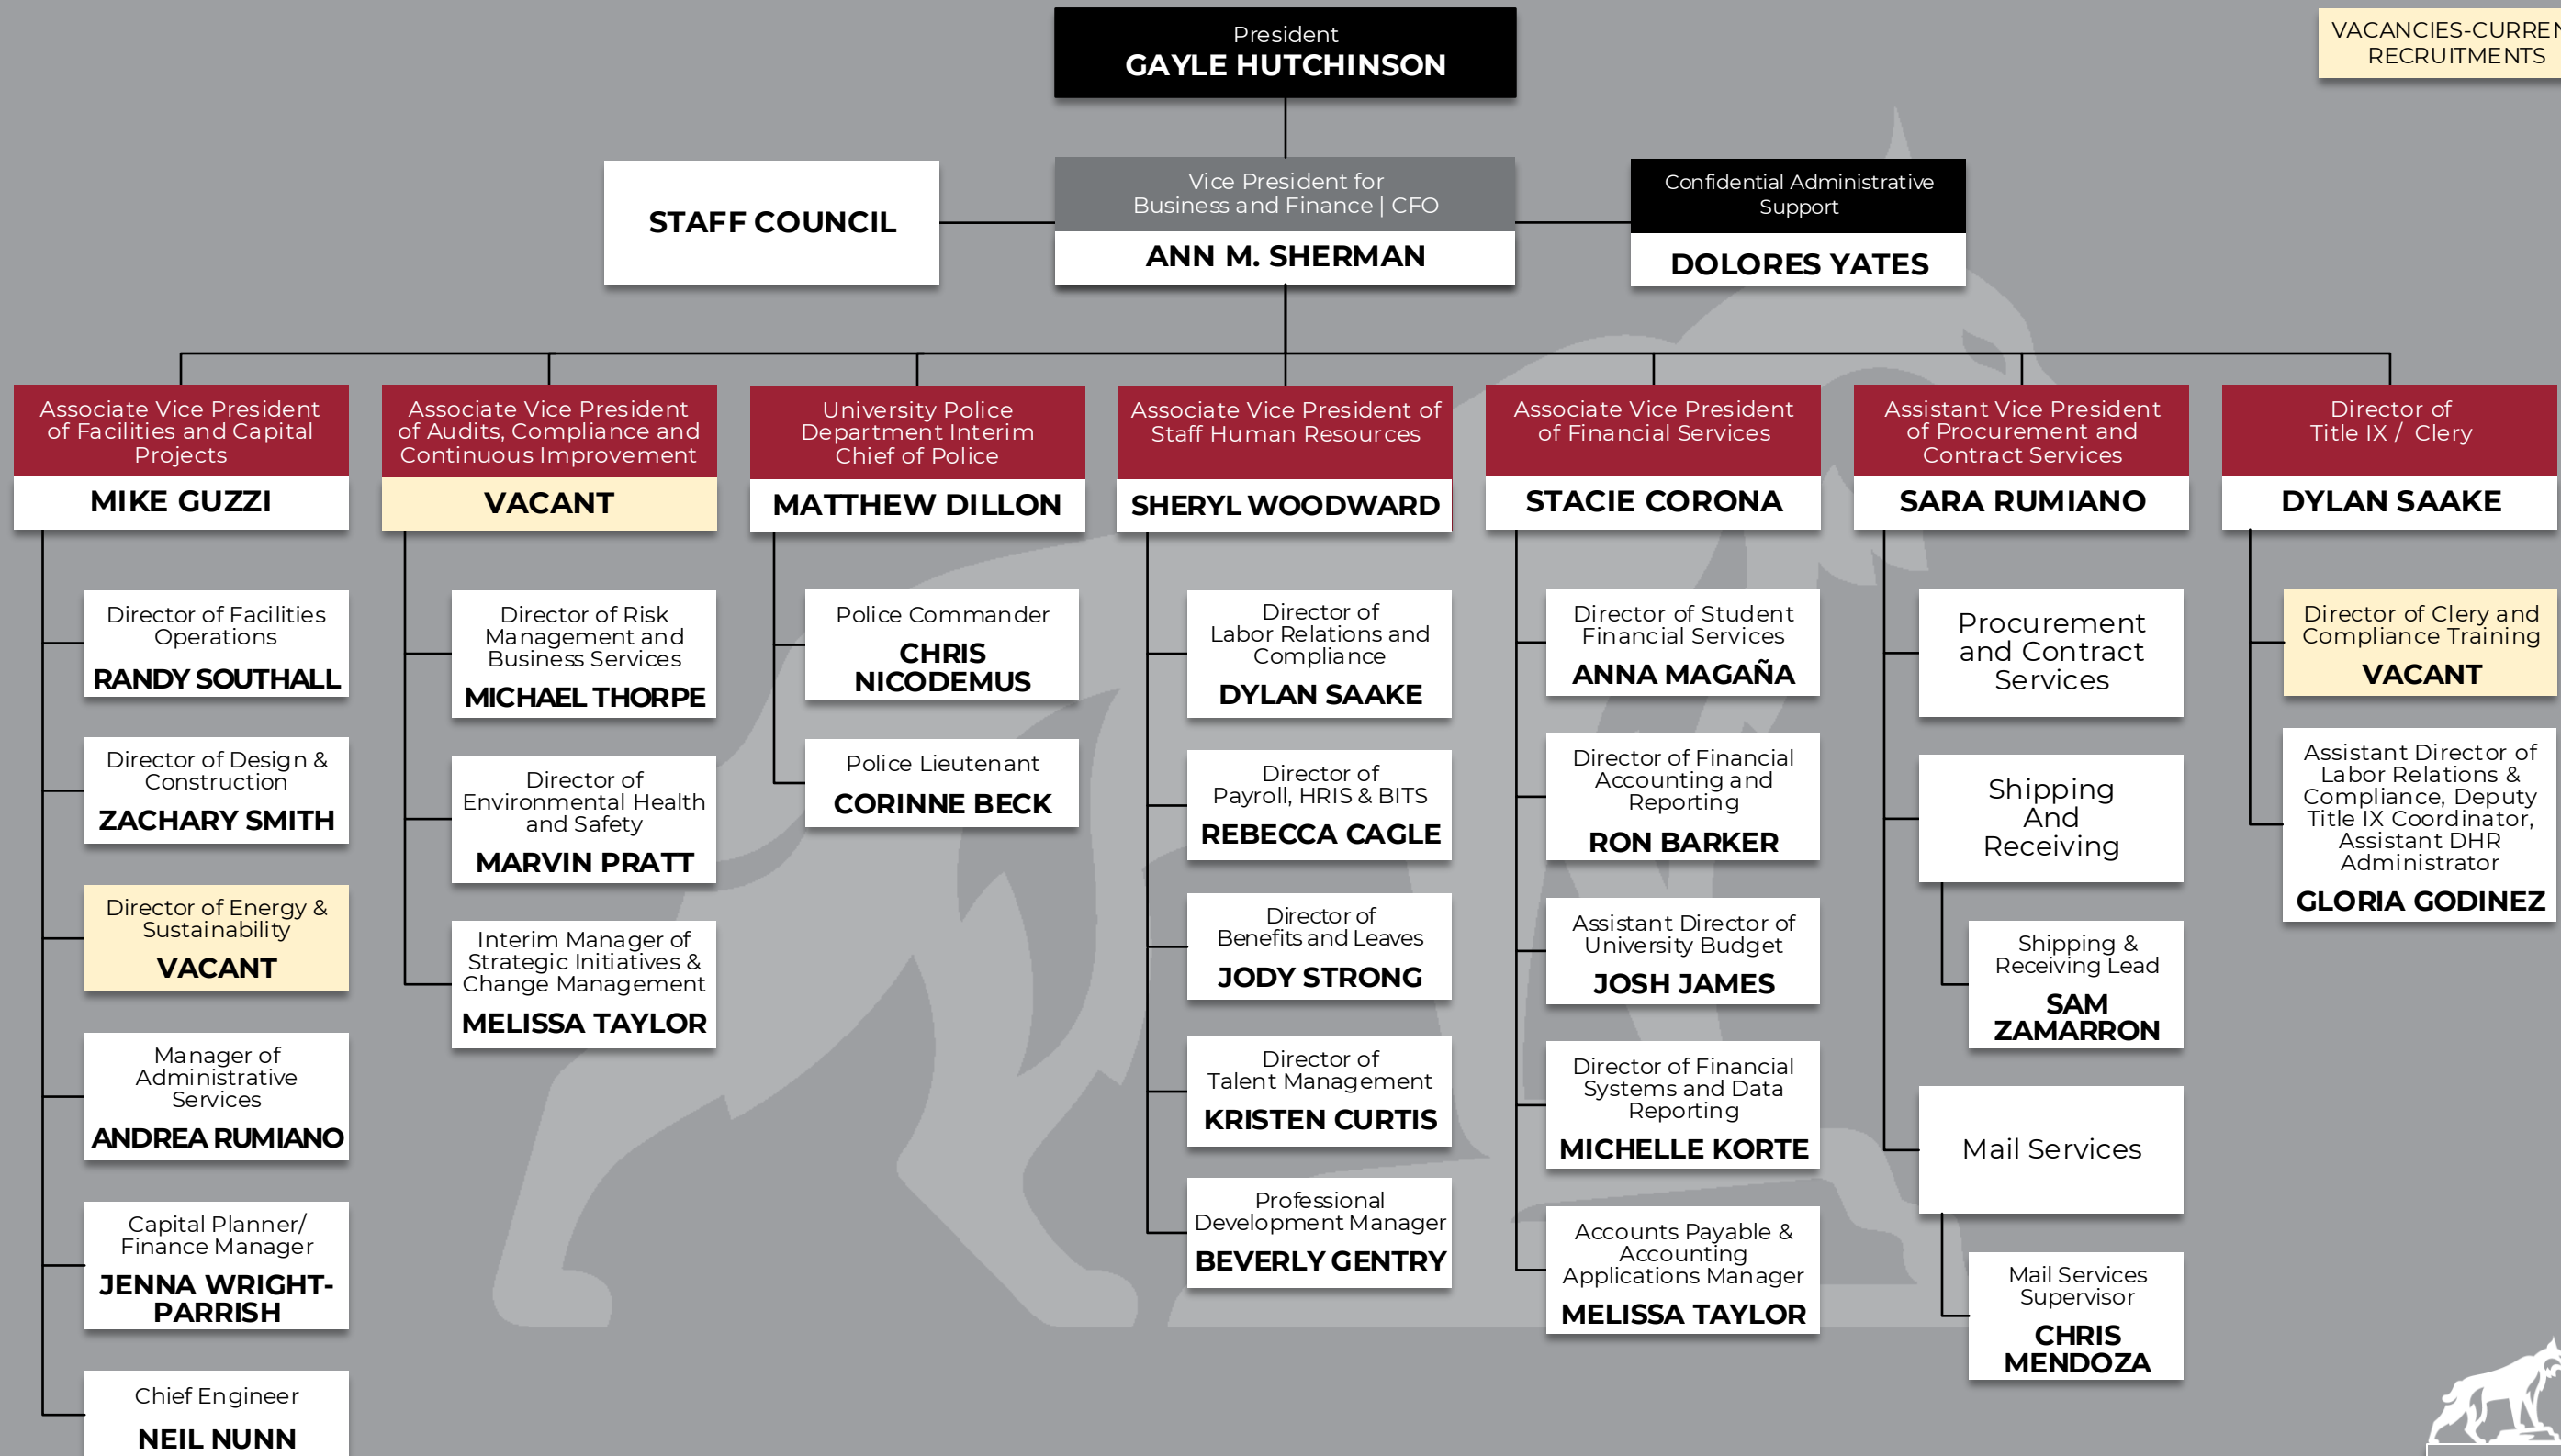 President
GAYLE HUTCHINSON
VACANCIES-CURREN
RECRUITMENTS
STAFF COUNCIL
Vice President for
Business and Finance | CFO
ANN M. SHERMAN
Confidential Administrative
Support
DOLORES YATES
Associate Vice President
of Facilities and Capital
Projects
MIKE GUZZI
Director of Facilities
Operations
RANDY SOUTHALL
Director of Design &
Construction
ZACHARY SMITH
Director of Energy &
Sustainability
VACANT
Manager of
Administrative
Services
ANDREA RUMIANO
Capital Planner/
Finance Manager
JENNA WRIGHT-
PARRISH
Chief Engineer
NEIL NUNN
Associate Vice President
of Audits, Compliance and
Continuous Improvement
VACANT
Director of Risk
Management and
Business Services
MICHAEL THORPE
Director of
Environmental Health
and Safety
MARVIN PRATT
Interim Manager of
Strategic Initiatives &
Change Management
MELISSA TAYLOR
University Police
Department Interim
Chief of Police
MATTHEW DILLON
Police Commander
CHRIS
NICODEMUS
Police Lieutenant
CORINNE BECK
Associate Vice President of
Staff Human Resources
SHERYL WOODWARD
Director of
Labor Relations and
Compliance
DYLAN SAAKE
Director of
Payroll, HRIS & BITS
REBECCA CAGLE
Director of
Benefits and Leaves
JODY STRONG
Director of
Talent Management
KRISTEN CURTIS
Professional
Development Manager
BEVERLY GENTRY
Associate Vice President
of Financial Services
STACIE CORONA
Director of Student
Financial Services
ANNA MAGAÑA
Director of Financial
Accounting and
Reporting
RON BARKER
Assistant Director of
University Budget
JOSH JAMES
Director of Financial
Systems and Data
Reporting
MICHELLE KORTE
Accounts Payable &
Accounting
Applications Manager
MELISSA TAYLOR
Assistant Vice President
of Procurement and
Contract Services
SARA RUMIANO
Procurement
and Contract
Services
Shipping
And
Receiving
Shipping &
Receiving Lead
SAM
ZAMARRON
Mail Services
Mail Services
Supervisor
CHRIS
MENDOZA
Director of
Title IX / Clery
DYLAN SAAKE
Director of Clery and
Compliance Training
VACANT
Assistant Director of
Labor Relations &
Compliance, Deputy
Title IX Coordinator,
Assistant DHR
Administrator
GLORIA GODINEZ